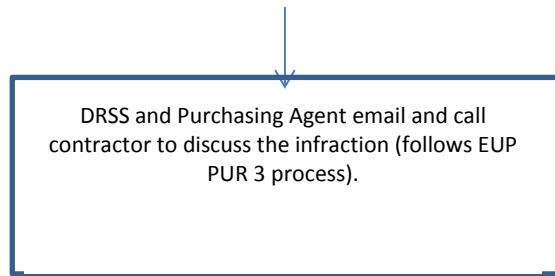 DRSS and Purchasing Agent email and call
contractor to discuss the infraction (follows EUP
PUR 3 process).